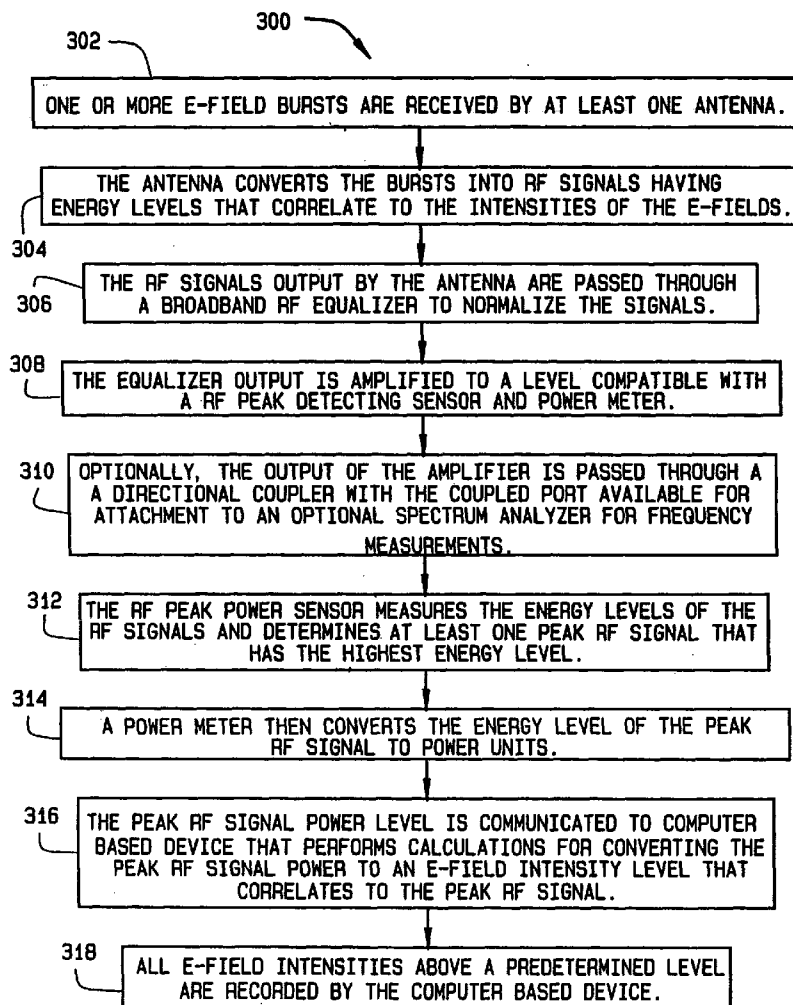 300
302
ONE OR MORE E-FIELD BURSTS ARE RECEIVED BY AT LEAST ONE ANTENNA.
THE ANTENNA CONVERTS THE BURSTS INTO RF SIGNALS HAVING
ENERGY LEVELS THAT CORRELATE TO THE INTENSITIES OF THE E-FIELDS.
304
THE RF SIGNALS OUTPUT BY THE ANTENNA ARE PASSED THROUGH
A BROADBAND RF EQUALIZER TO NORMALIZE THE SIGNALS.
306
308
THE EQUALIZER OUTPUT IS AMPLIFIED TO A LEVEL COMPATIBLE WITH
A RF PEAK DETECTING SENSOR AND POWER METER.
310
OPTIONALLY, THE OUTPUT OF THE AMPLIFIER IS PASSED THROUGH A
A DIRECTIONAL COUPLER WITH THE COUPLED PORT AVAILABLE FOR
ATTACHMENT TO AN OPTIONAL SPECTRUM ANALYZER FOR FREQUENCY
MEASUREMENTS.
312
THE RF PEAK POWER SENSOR MEASURES THE ENERGY LEVELS OF THE
RF SIGNALS AND DETERMINES AT LEAST ONE PEAK RF SIGNAL THAT
HAS THE HIGHEST ENERGY LEVEL.
314
A POWER METER THEN CONVERTS THE ENERGY LEVEL OF THE PEAK
RF SIGNAL TO POWER UNITS.
316
THE PEAK RF SIGNAL POWER LEVEL IS COMMUNICATED TO COMPUTER
BASED DEVICE THAT PERFORMS CALCULATIONS FOR CONVERTING THE
PEAK RF SIGNAL POWER TO AN E-FIELD INTENSITY LEVEL THAT
CORRELATES TO THE PEAK RF SIGNAL.
318
ALL E-FIELD INTENSITIES ABOVE A PREDETERMINED LEVEL
ARE RECORDED BY THE COMPUTER BASED DEVICE.